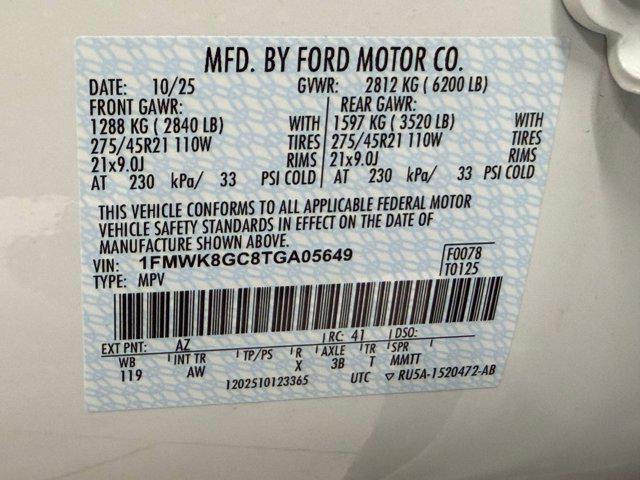 MFD. BY FORD MOTOR CO.
DATE: 10/25 GVWR: 2812 KG ( 6200 LB)
FRONT GAWR: REAR GAWR:
1288 KG ( 2840 LB) WITH 1597 KG ( 3520 LB) WITH
275/45R21 110W TIRES 275/45R21 110W TIRES
21x9.0J RIMS 21x9.0J RIMS
AT 230 kPa/ 33 PSI COLD AT 230 kPa/ 33 PSI COLD
THIS VEHICLE CONFORMS TO ALL APPLICABLE FEDERAL MOTOR
VEHICLE SAFETY STANDARDS IN EFFECT ON THE DATE OF
MANUFACTURE SHOWN ABOVE.
VIN: 1FMWK8GC8TGA05649 F0078
TYPE: MPV T0125
EXT PNT: AZ RC: 41 DSO:
WB INT TR TP/PS R AXLE TR SPR
119 AW X 3B T MMTT
1202510123365 UTC ▽ RU5A-1520472-AB